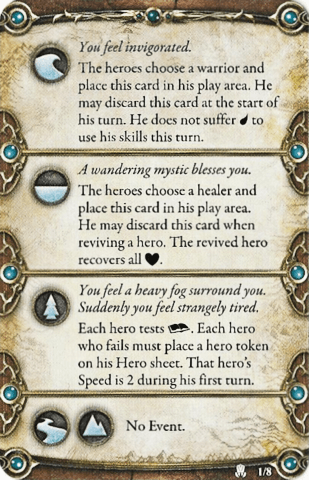 You feel invigorated.
The heroes choose a warrior and
place this card in his play area. He
may discard this card at the start of
his turn. He does not suffer to
use his skills this turn.
A wandering mystic blesses you.
The heroes choose a healer and
place this card in his play area.
He may discard this card when
reviving a hero. The revived hero
recovers all .
You feel a heavy fog surround you.
Suddenly you feel strangely tired.
Each hero tests . Each hero
who fails must place a hero token
on his Hero sheet. That hero's
Speed is 2 during his first turn.
No Event.
1/8